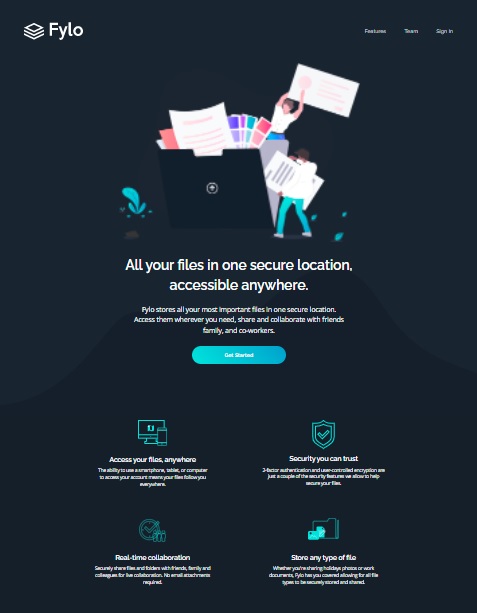 Fylo
Features Team Sign In
All your files in one secure location,
accessible anywhere.
Fylo stores all your most important files in one secure location.
Access them wherever you need, share and collaborate with friends
family, and co-workers.
Get Started
Access your files, anywhere
The ability to use a smartphone, tablet, or computer
to access your account means your files follow you
everywhere.
Security you can trust
2-factor authentication and user-controlled encryption are
just a couple of the security features we allow to help
secure your files.
Real-time collaboration
Securely share files and folders with friends, family and
colleagues for live collaboration. No email attachments
required.
Store any type of file
Whether you're sharing holidays photos or work
documents, Fylo has you covered allowing for all file
types to be securely stored and shared.